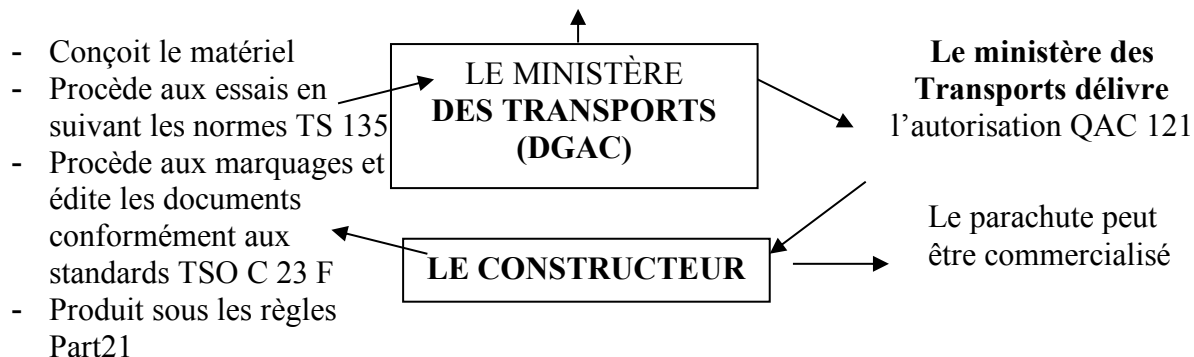 - Conçoit le matériel
- Procède aux essais en
suivant les normes TS 135
- Procède aux marquages et
édite les documents
conformément aux
standards TSO C 23 F
- Produit sous les règles
Part21
LE MINISTÈRE
DES TRANSPORTS
(DGAC)
LE CONSTRUCTEUR
Le ministère des
Transports délivre
l’autorisation QAC 121
Le parachute peut
être commercialisé